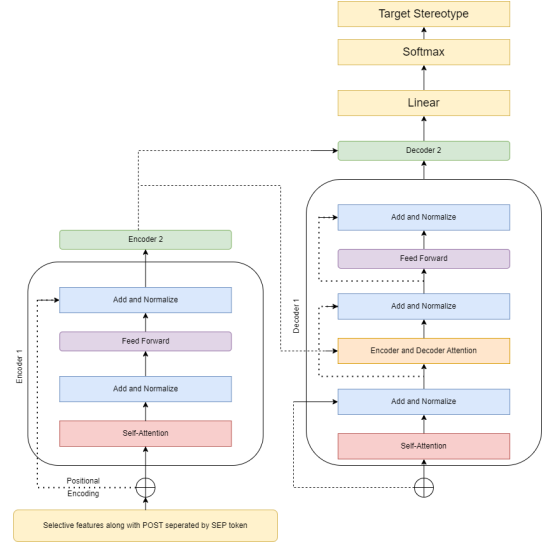 Target Stereotype
Softmax
Linear
Decoder 2
Decoder 1
Add and Normalize
Feed Forward
Add and Normalize
Encoder and Decoder Attention
Add and Normalize
Self-Attention
Encoder 2
Encoder 1
Add and Normalize
Feed Forward
Add and Normalize
Self-Attention
Positional
Encoding
Selective features along with POST seperated by SEP token